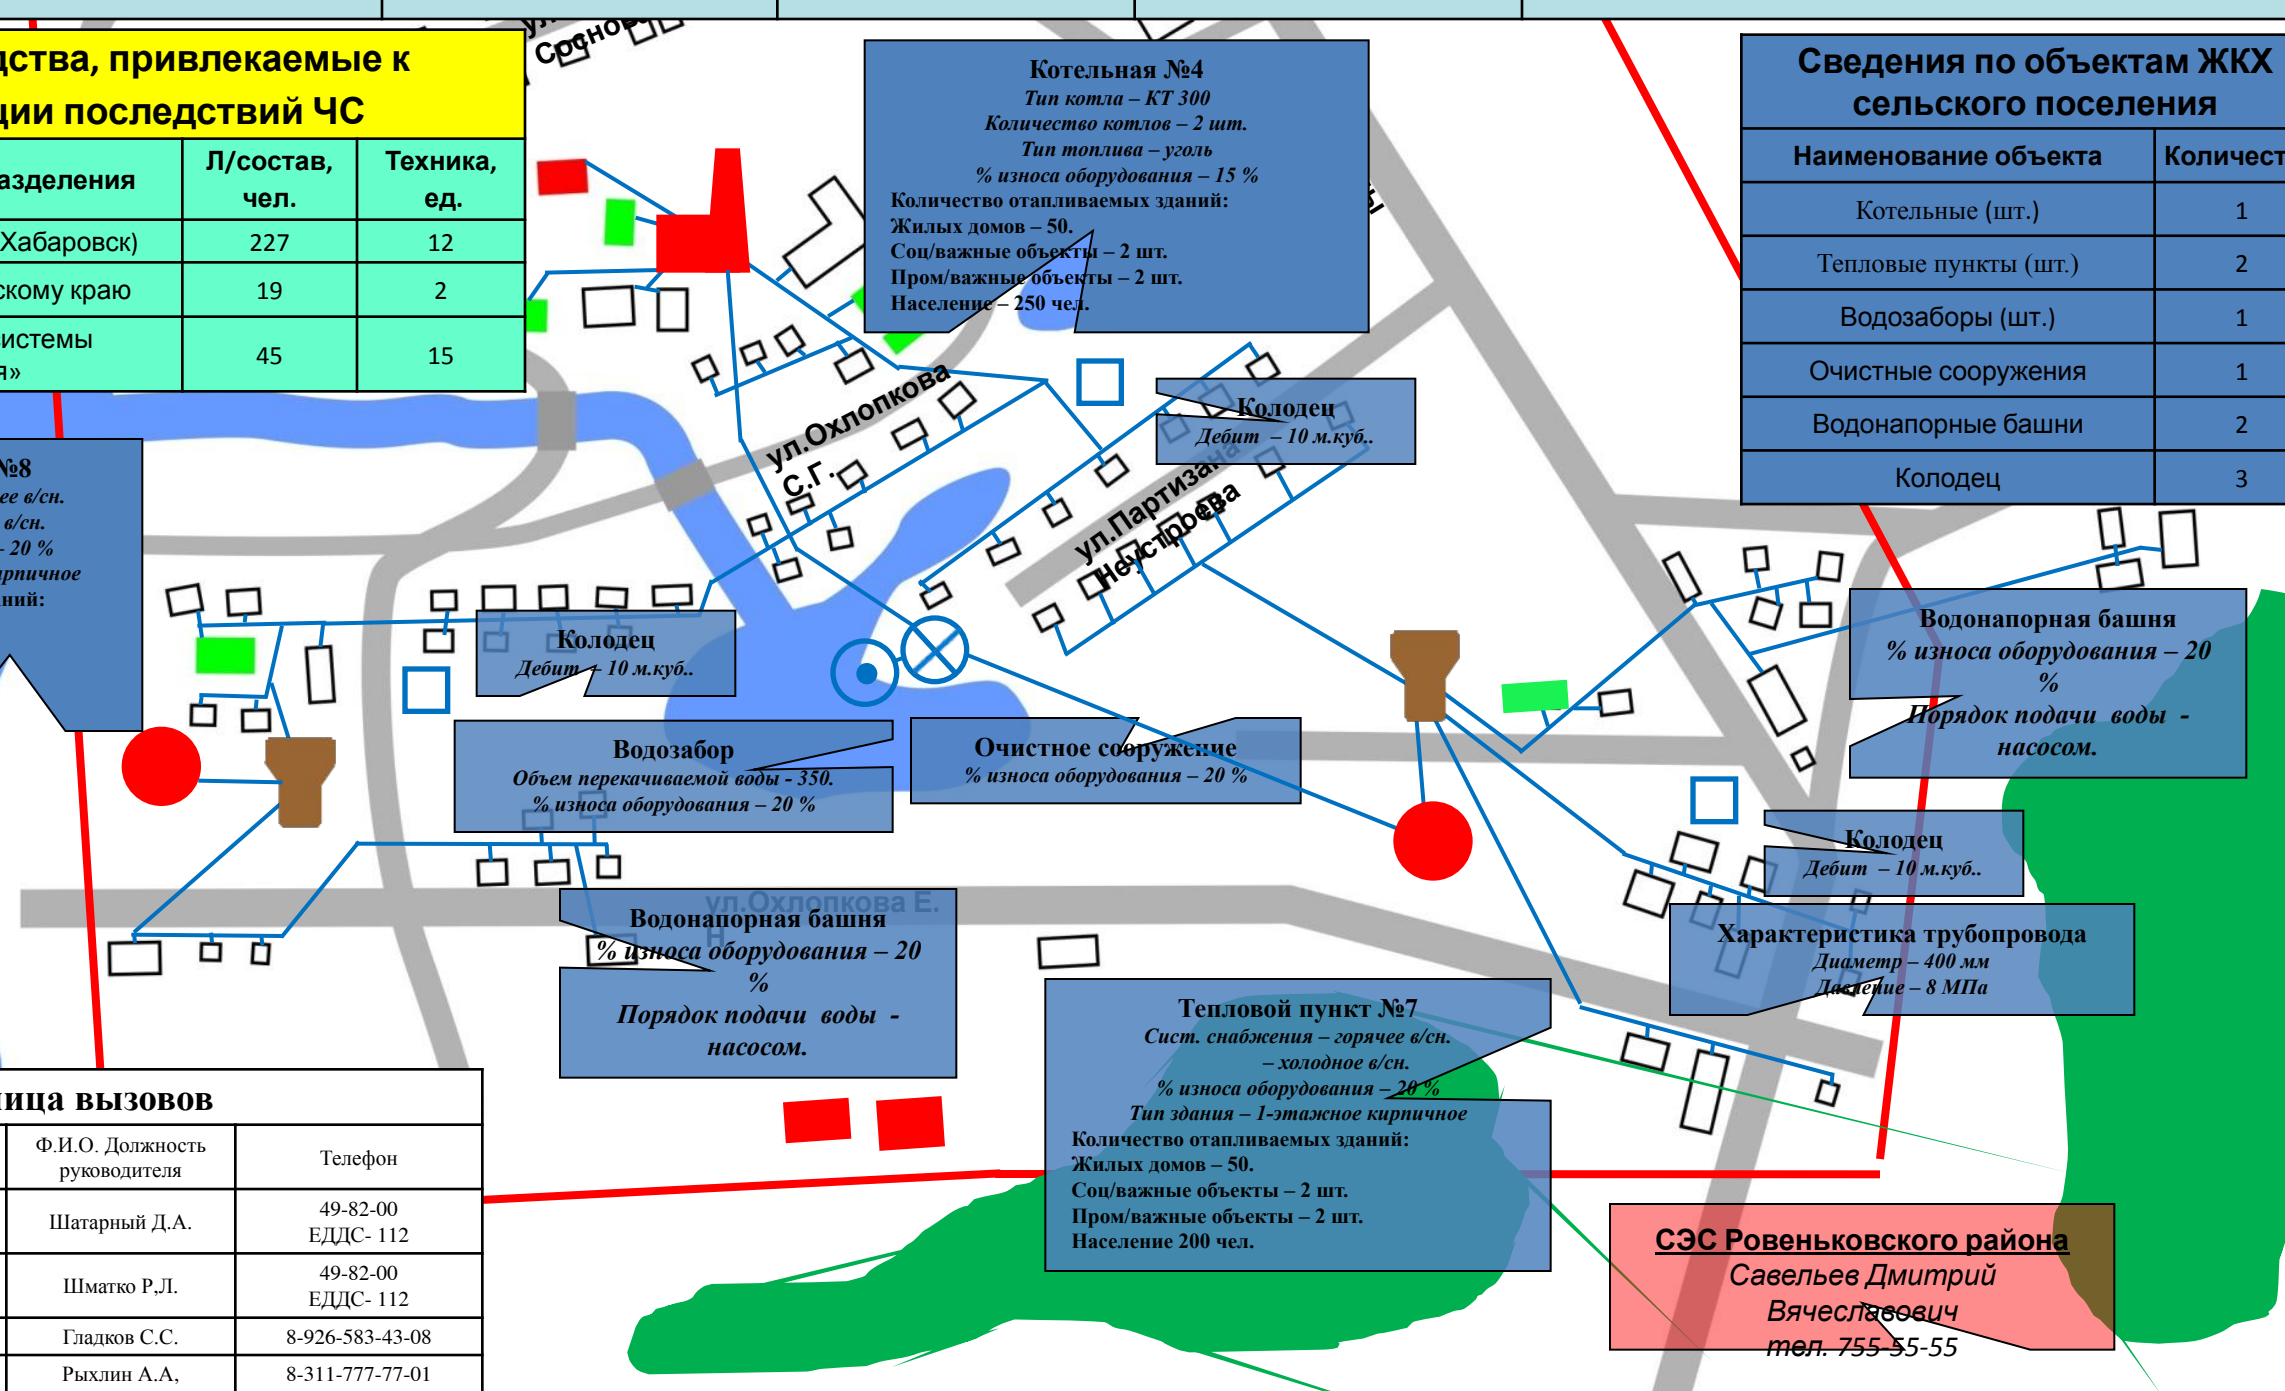 Сосно
дства, привлекаемые к
ции последствий ЧС
азделения
Л/состав,
чел.
Техника,
ед.
Хабаровск)
227
12
скому краю
19
2
истемы
я»
45
15
Котельная №4
Тип котла – КТ 300
Количество котлов – 2 шт.
Тип топлива – уголь
% износа оборудования – 15 %
Количество отапливаемых зданий:
Жилых домов – 50.
Соц/важные объекты – 2 шт.
Пром/важные объекты – 2 шт.
Население – 250 чел.
Сведения по объектам ЖКХ
сельского поселения
Наименование объекта
Количест
Котельные (шт.)
1
Тепловые пункты (шт.)
2
Водозаборы (шт.)
1
Очистные сооружения
1
Водонапорные башни
2
Колодец
3
ул.Охлопкова
С.Г.
Колодец
Дебит – 10 м.куб..
ул.Партизана
Неустроева
№8
ее в/сн.
в/сн.
– 20 %
рпичное
ний:
Колодец
Дебит – 10 м.куб..
Водонапорная башня
% износа оборудования – 20
%
Порядок подачи воды -
насосом.
Водозабор
Объем перекачиваемой воды - 350.
% износа оборудования – 20 %
Очистное сооружение
% износа оборудования – 20 %
Колодец
Дебит – 10 м.куб..
ул.Охлопкова Е.
Н
Водонапорная башня
% износа оборудования – 20
%
Порядок подачи воды -
насосом.
Характеристика трубопровода
Диаметр – 400 мм
Давление – 8 МПа
Тепловой пункт №7
Сист. снабжения – горячее в/сн.
– холодное в/сн.
% износа оборудования – 20 %
Тип здания – 1-этажное кирпичное
Количество отапливаемых зданий:
Жилых домов – 50.
Соц/важные объекты – 2 шт.
Пром/важные объекты – 2 шт.
Население 200 чел.
ница вызовов
Ф.И.О. Должность
руководителя
Телефон
Шатарный Д.А.
49-82-00
ЕДДС- 112
Шматко Р,Л.
49-82-00
ЕДДС- 112
Гладков С.С.
8-926-583-43-08
Рыхлин А.А,
8-311-777-77-01
СЭС Ровеньковского района
Савельев Дмитрий
Вячеславович
тел. 755-55-55